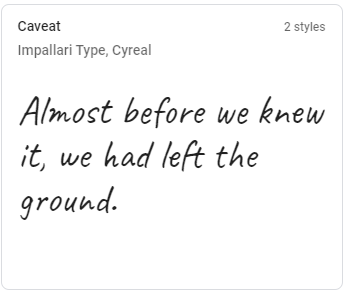 Caveat 2 styles
Impallari Type, Cyreal
Almost before we knew
it, we had left the
ground.